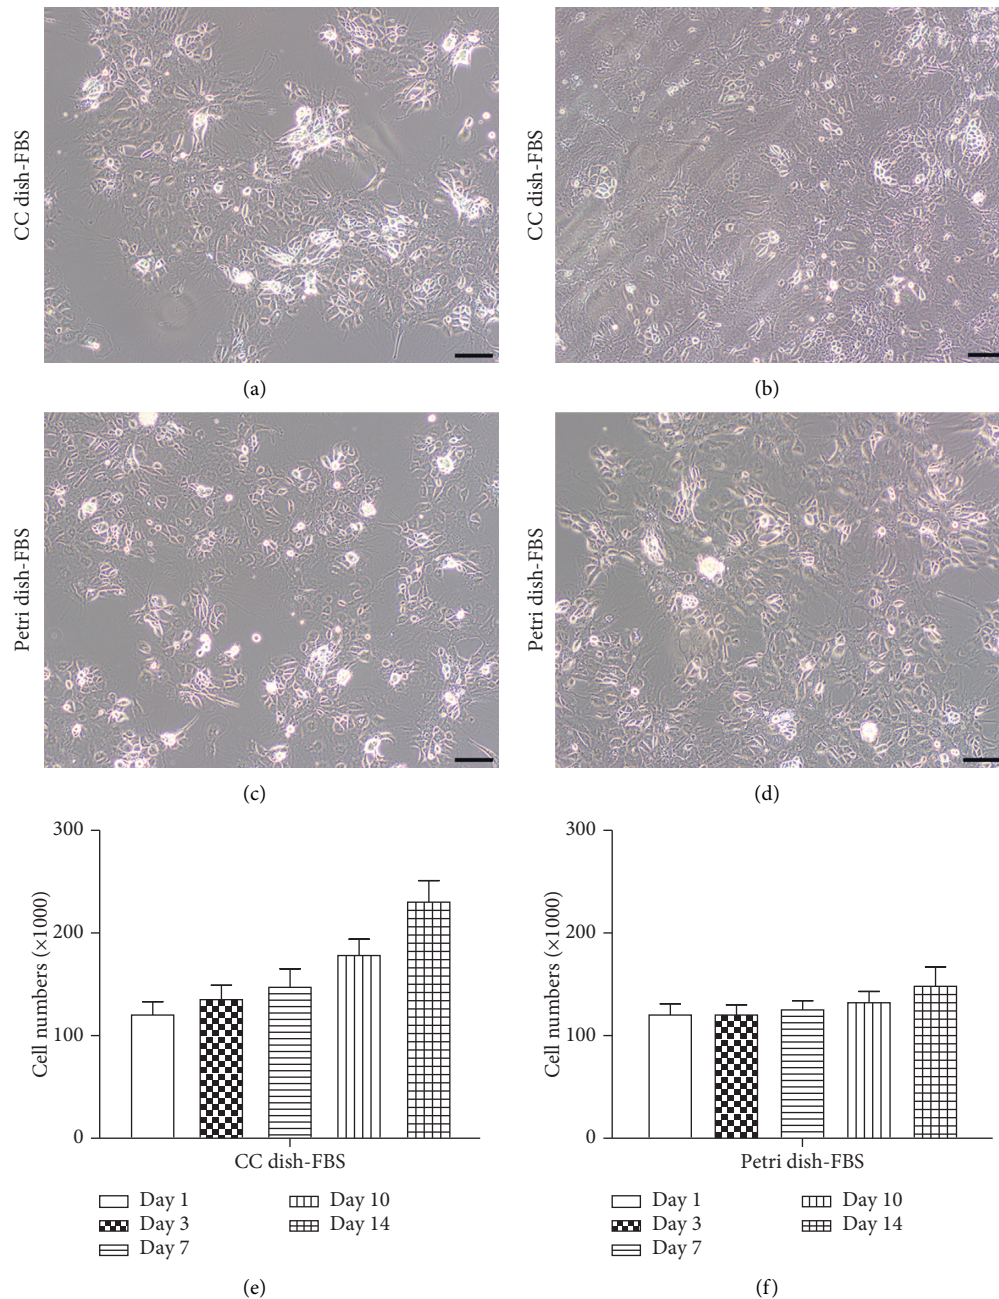 CC dish-FBS
CC dish-FBS
(a)
(b)
Petri dish-FBS
Petri dish-FBS
(c)
(d)
300
200
100
0
Cell numbers (×1000)
CC dish-FBS
Day 1
Day 3
Day 7
Day 10
Day 14
(e)
300
200
100
0
Cell numbers (×1000)
Petri dish-FBS
Day 1
Day 3
Day 7
Day 10
Day 14
(f)